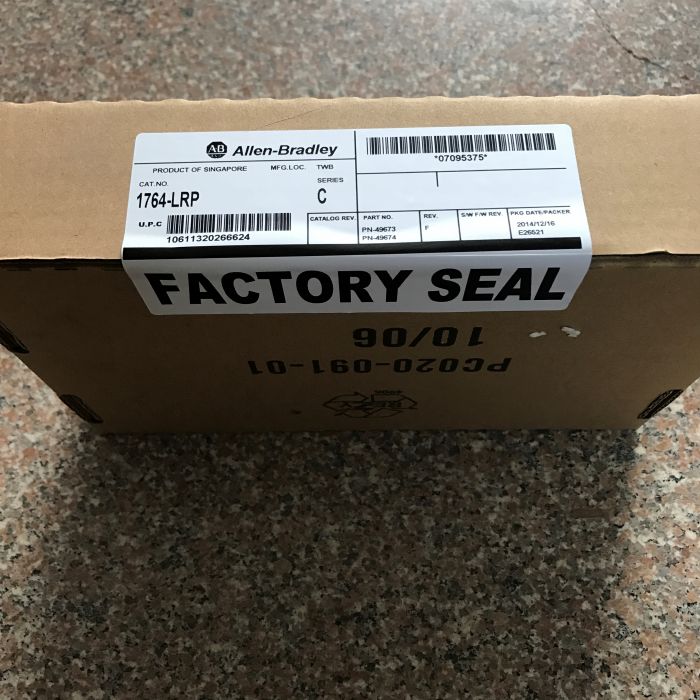 AB Allen-Bradley
PRODUCT OF SINGAPORE MFG.LOC. TWB
CAT.NO. SERIES
1764-LRP C
U.P.C
10611320266624
*07095375*
CATALOG REV. PART NO. REV. S/W F/W REV. PKG DATE/PACKER
PN-49673 F 2014/12/16
PN-49674 E26521
FACTORY SEAL
10/06
PC020-091-01